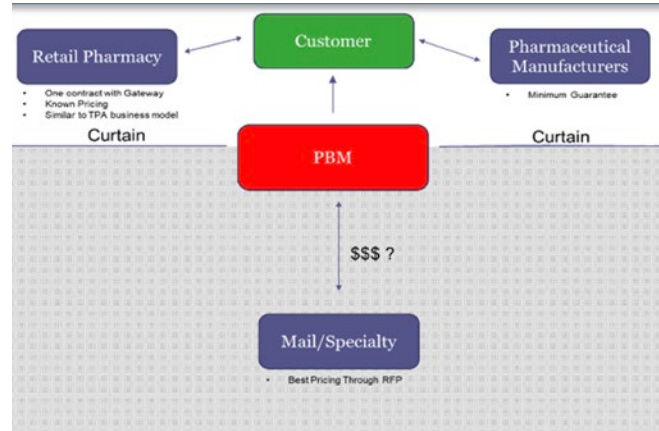 Customer
Retail Pharmacy
Pharmaceutical
Manufacturers
• One contract with Gateway
• Known Pricing
• Similar to TPA business model
• Minimum Guarantee
Curtain
Curtain
PBM
$$$ ?
Mail/Specialty
• Best Pricing Through RFP